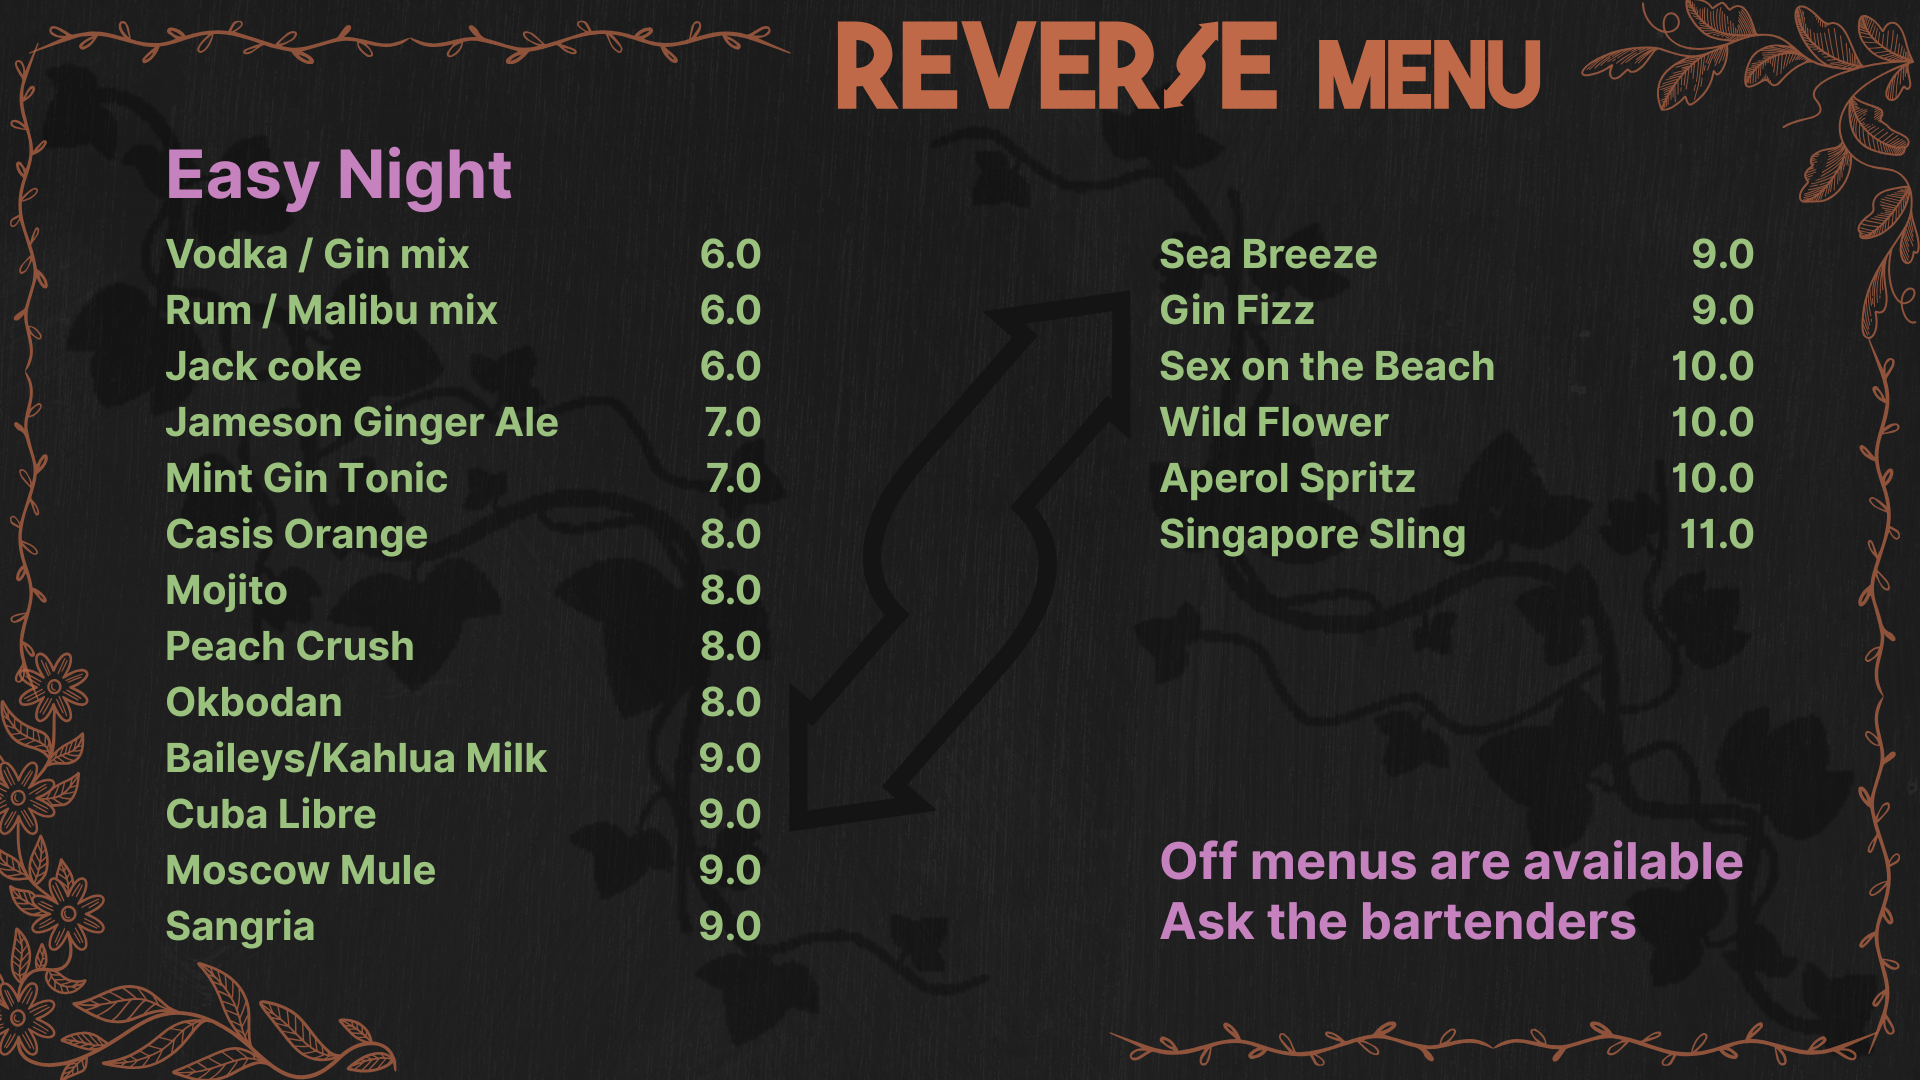 REVERSE MENU
Easy Night
Vodka / Gin mix 6.0
Rum / Malibu mix 6.0
Jack coke 6.0
Jameson Ginger Ale 7.0
Mint Gin Tonic 7.0
Casis Orange 8.0
Mojito 8.0
Peach Crush 8.0
Okbodan 8.0
Baileys/Kahlua Milk 9.0
Cuba Libre 9.0
Moscow Mule 9.0
Sangria 9.0
Sea Breeze 9.0
Gin Fizz 9.0
Sex on the Beach 10.0
Wild Flower 10.0
Aperol Spritz 10.0
Singapore Sling 11.0
Off menus are available
Ask the bartenders